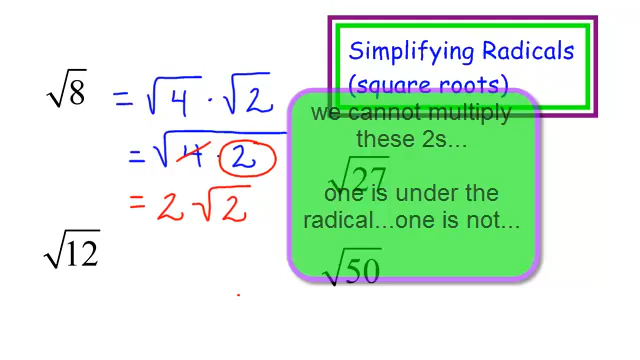 Simplifying Radicals
(square roots)
√8 = √4 · √2
= √4 · 2
= 2 √2
we cannot multiply
these 2s...
√27
one is under the
radical...one is not...
√12
√50